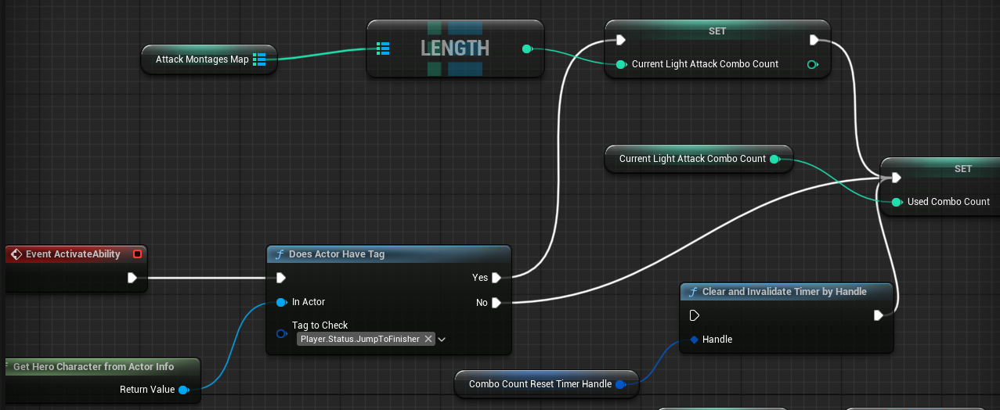 SET
Attack Montages Map
LENGTH
Current Light Attack Combo Count
Current Light Attack Combo Count
SET
Used Combo Count
Event ActivateAbility
Does Actor Have Tag
Yes
In Actor
No
Tag to Check
Player.Status.JumpToFinisher
Clear and Invalidate Timer by Handle
Handle
Get Hero Character from Actor Info
Return Value
Combo Count Reset Timer Handle